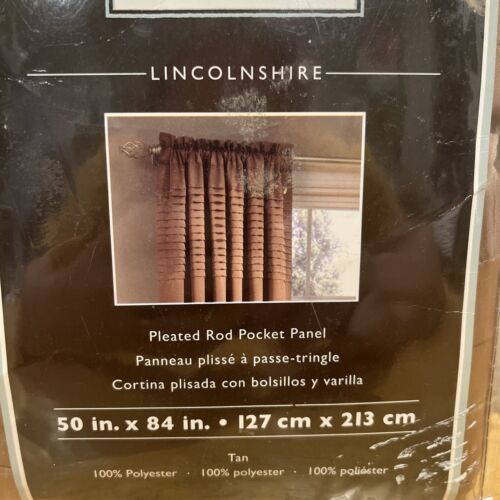 LINCOLNSHIRE
Pleated Rod Pocket Panel
Panneau plissé à passe-tringle
Cortina plisada con bolsillos y varilla
50 in. x 84 in. • 127 cm x 213 cm
Tan
100% Polyester · 100% polyester · 100% poliéster